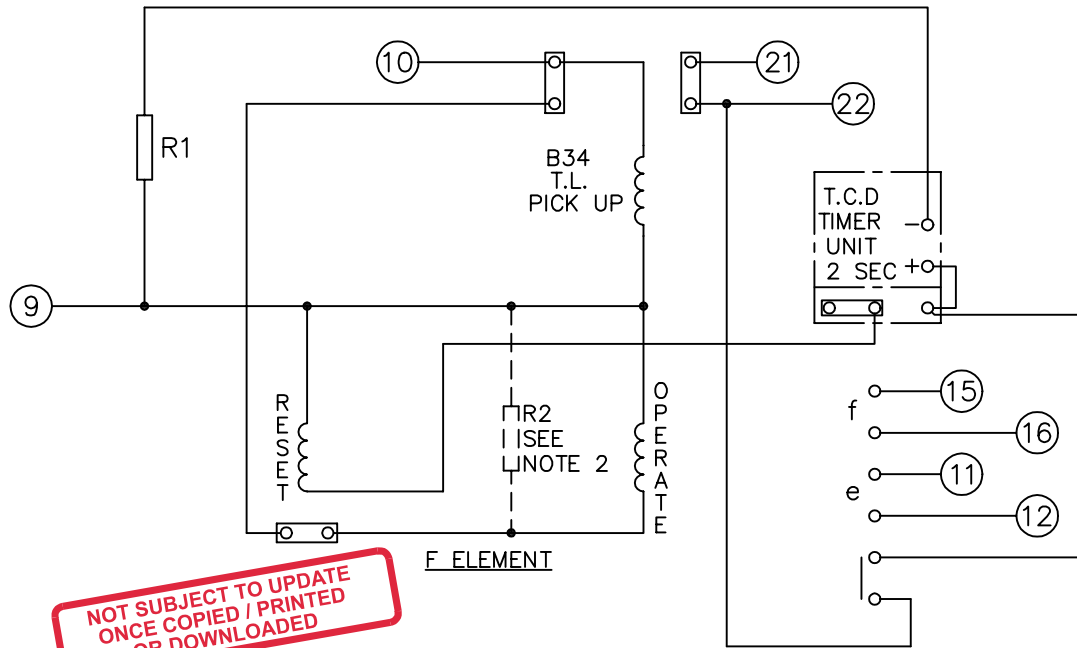 10
21
22
R1
B34
T.L.
PICK UP
T.C.D
TIMER
UNIT
2 SEC
−
+
9
RESET
R2
SEE
NOTE 2
OPERATE
f
15
16
e
11
12
F ELEMENT
NOT SUBJECT TO UPDATE
ONCE COPIED / PRINTED
OR DOWNLOADED